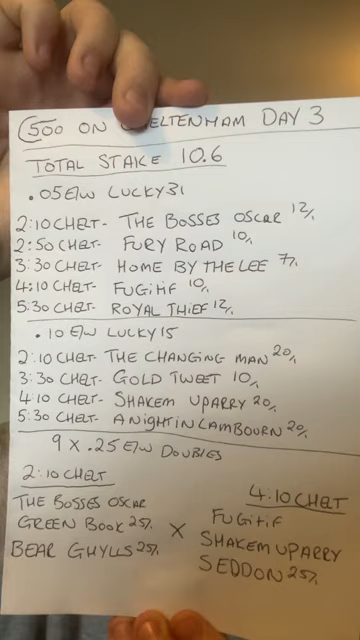 £500 ON CHELTENHAM DAY 3
TOTAL STAKE 10.6
.05 E/W LUCKY 31
2:10 CHELT- THE BOSSES OSCAR 12/1
2:50 CHELT- FURY ROAD 10/1
3:30 CHELT- HOME BY THE LEE 7/1
4:10 CHELT- FUGITIF 10/1
5:30 CHELT- ROYAL THIEF 12/1
.10 E/W LUCKY 15
2:10 CHELT- THE CHANGING MAN 20/1
3:30 CHELT- GOLD TWEET 10/1
4:10 CHELT- SHAKEM UPARRY 20/1
5:30 CHELT- A NIGHT IN LAMBOURN 20/1
9 X .25 E/W DOUBLES
2:10 CHELT
THE BOSSES OSCAR
GREEN BOOK 25/1
BEAR GHYLLS 25/1
X
4:10 CHELT
FUGITIF
SHAKEM UPARRY
SEDDON 25/1